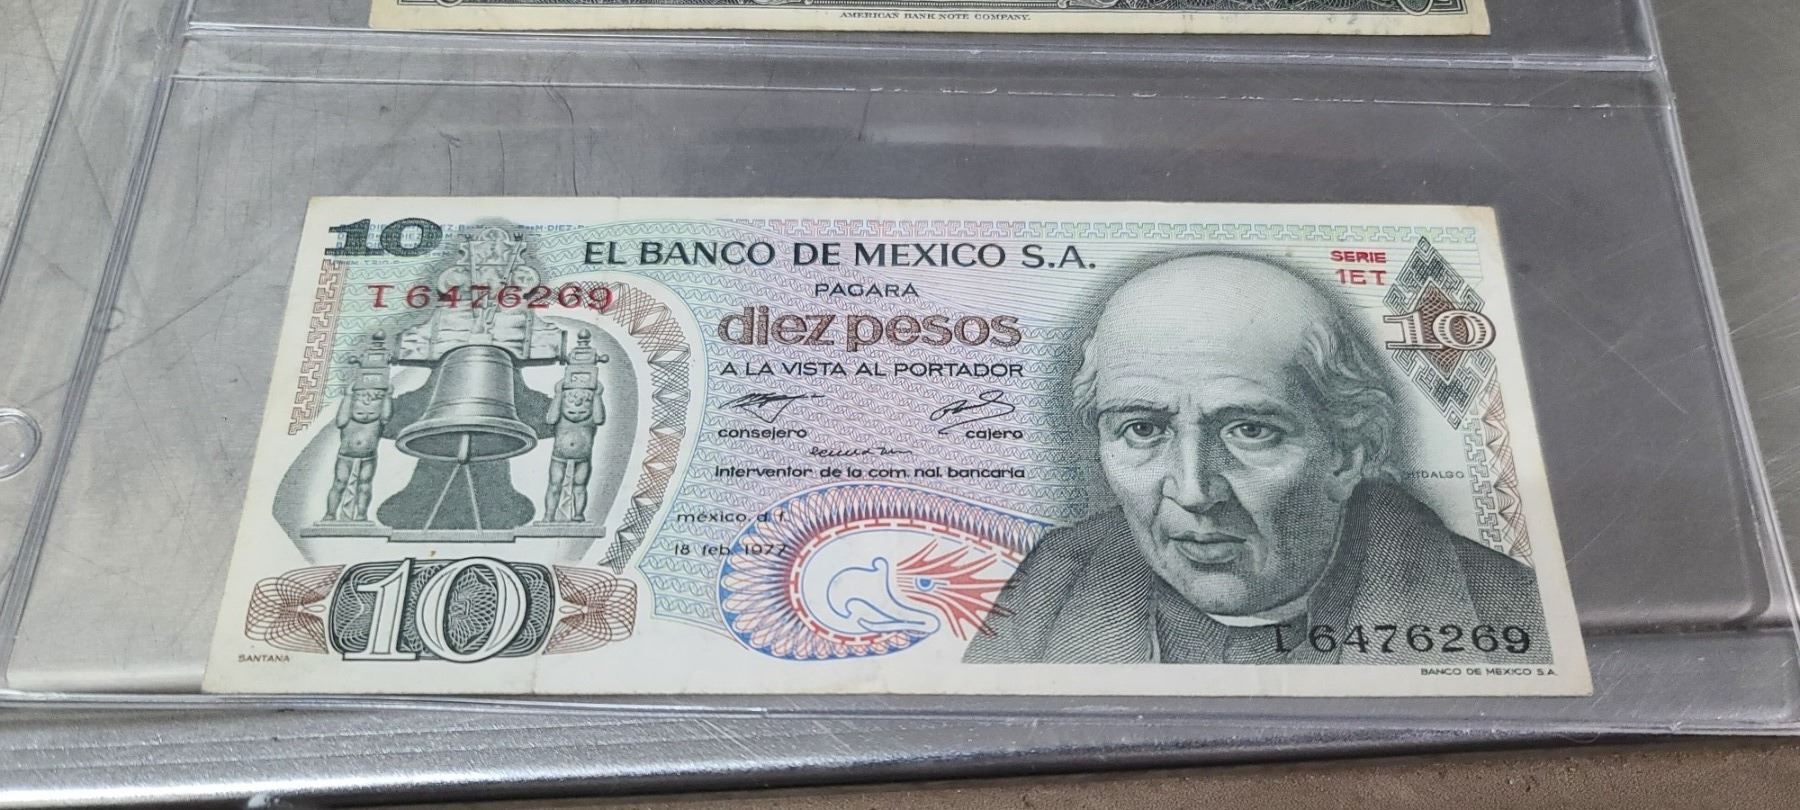 AMERICAN BANK NOTE COMPANY.
10
EL BANCO DE MEXICO S.A.
SERIE
1ET
T 6476269
PAGARA
diez pesos
10
A LA VISTA AL PORTADOR
consejero
cajero
interventor de la com. nal. bancaria
HIDALGO
méxico, d. f.
18 feb. 1977
10
T 6476269
SANTANA
BANCO DE MEXICO S.A.